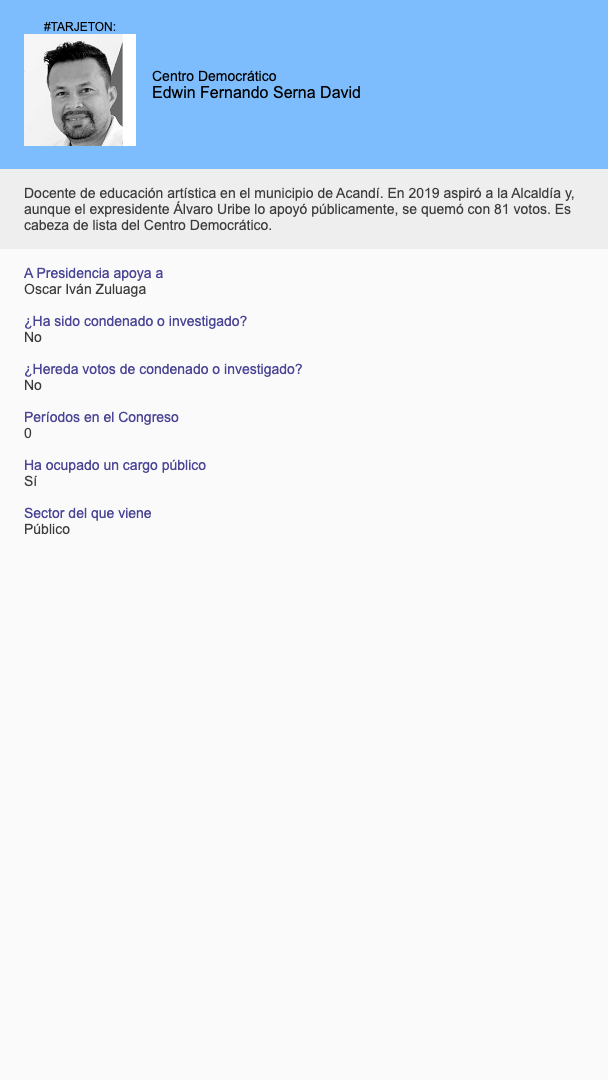 #TARJETON:
Centro Democrático
Edwin Fernando Serna David
Docente de educación artística en el municipio de Acandí. En 2019 aspiró a la Alcaldía y,
aunque el expresidente Álvaro Uribe lo apoyó públicamente, se quemó con 81 votos. Es
cabeza de lista del Centro Democrático.
A Presidencia apoya a
Oscar Iván Zuluaga
¿Ha sido condenado o investigado?
No
¿Hereda votos de condenado o investigado?
No
Períodos en el Congreso
0
Ha ocupado un cargo público
Sí
Sector del que viene
Público